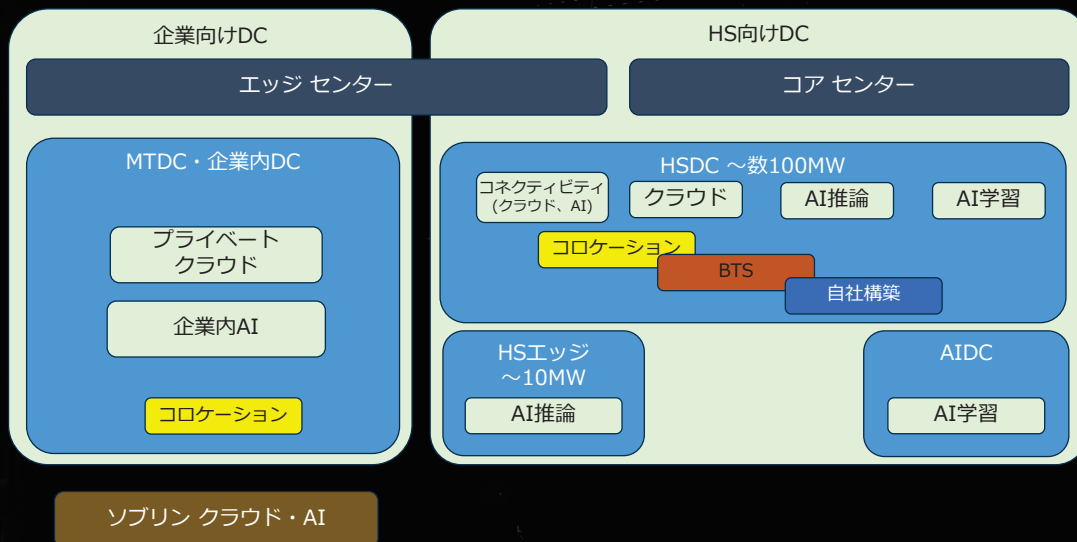 企業向けDC
HS向けDC
エッジ センター
コア センター
MTDC・企業内DC
プライベート
クラウド
企業内AI
コロケーション
HSDC ～数100MW
コネクティビティ
(クラウド、AI)
クラウド
AI推論
AI学習
コロケーション
BTS
自社構築
HSエッジ
～10MW
AI推論
AIDC
AI学習
ソブリン クラウド・AI